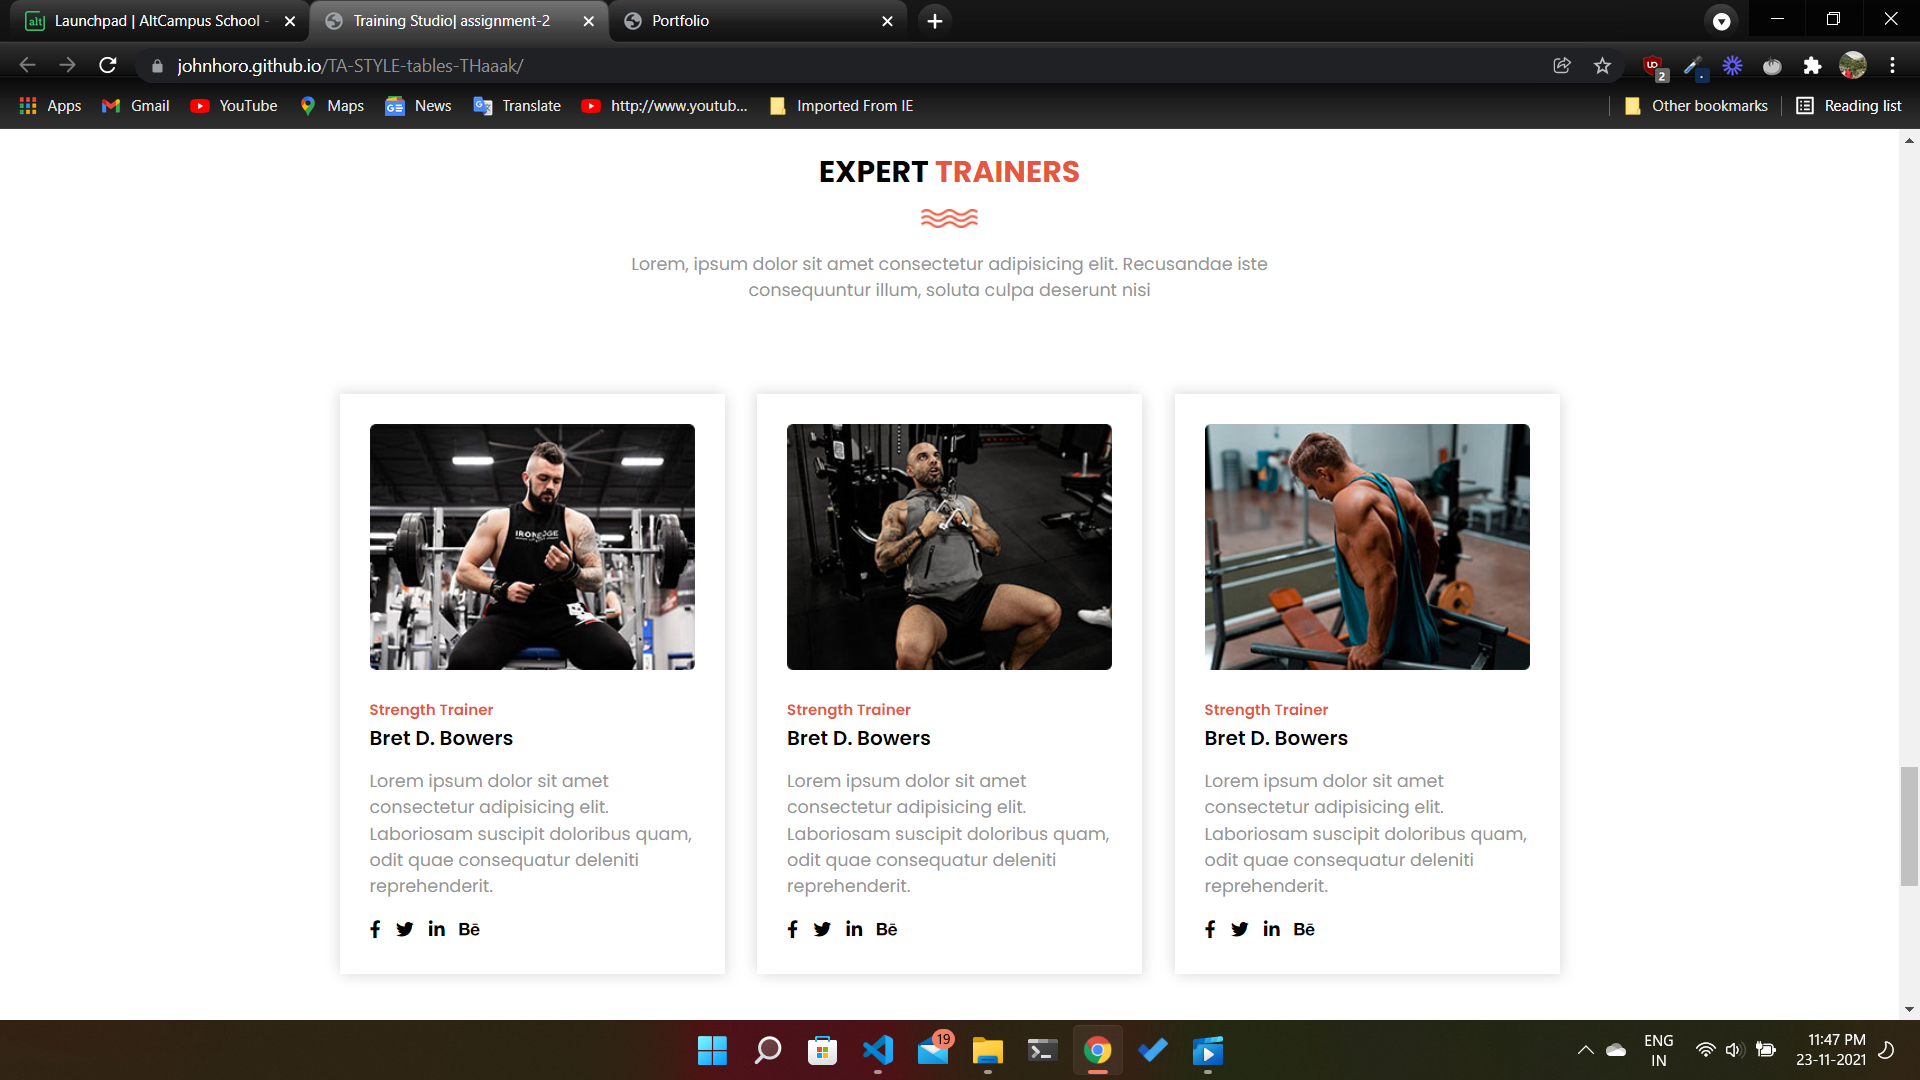 Launchpad | AltCampus School -
Training Studio| assignment-2
Portfolio
johnhoro.github.io/TA-STYLE-tables-THaaak/
2
Apps
Gmail
YouTube
Maps
News
Translate
http://www.youtub...
Imported From IE
Other bookmarks
Reading list
EXPERT TRAINERS
Lorem, ipsum dolor sit amet consectetur adipisicing elit. Recusandae iste
consequuntur illum, soluta culpa deserunt nisi
Strength Trainer
Bret D. Bowers
Lorem ipsum dolor sit amet
consectetur adipisicing elit.
Laboriosam suscipit doloribus quam,
odit quae consequatur deleniti
reprehenderit.
Strength Trainer
Bret D. Bowers
Lorem ipsum dolor sit amet
consectetur adipisicing elit.
Laboriosam suscipit doloribus quam,
odit quae consequatur deleniti
reprehenderit.
Strength Trainer
Bret D. Bowers
Lorem ipsum dolor sit amet
consectetur adipisicing elit.
Laboriosam suscipit doloribus quam,
odit quae consequatur deleniti
reprehenderit.
19
ENG
IN
11:47 PM
23-11-2021